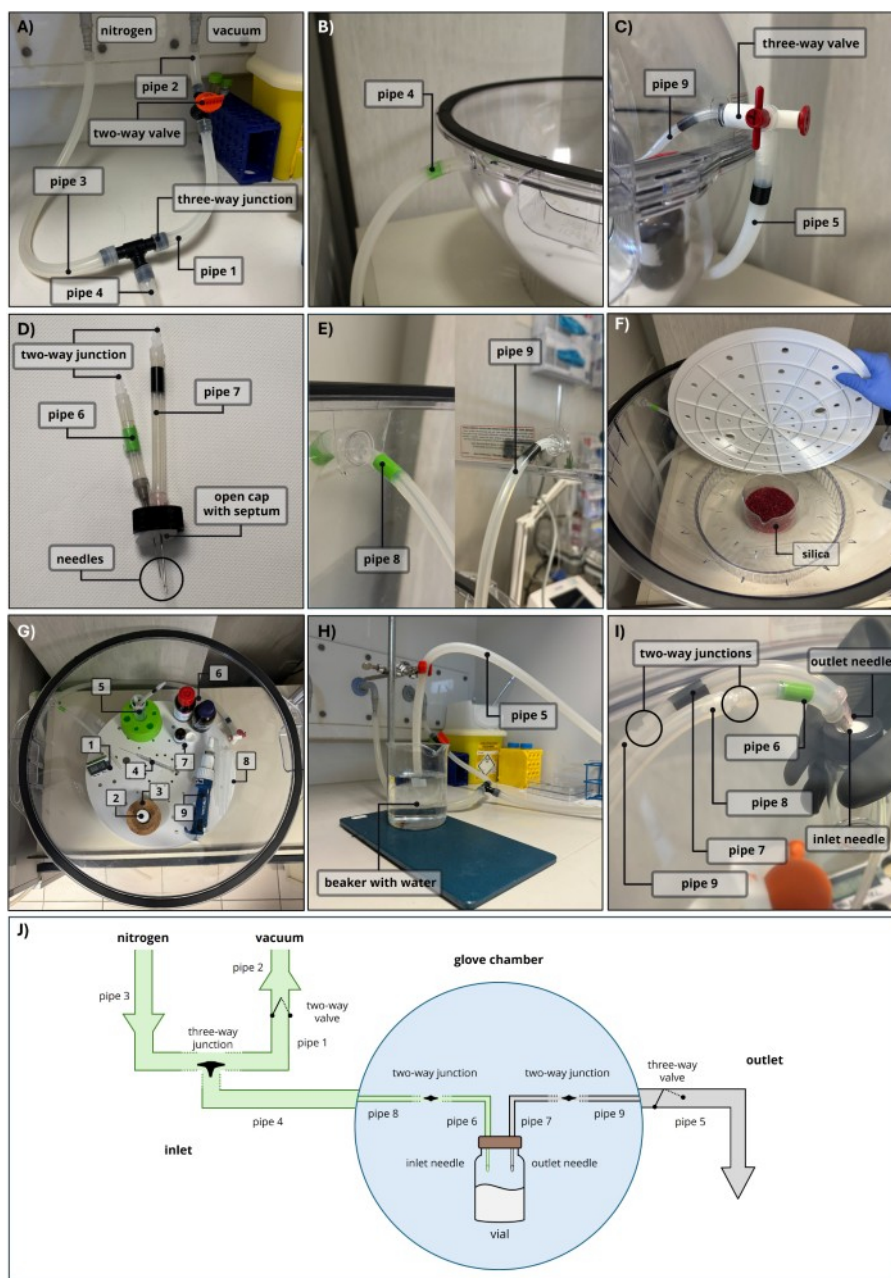 A)
nitrogen
vacuum
pipe 2
two-way valve
pipe 3
three-way junction
pipe 1
pipe 4
B)
pipe 4
C)
three-way valve
pipe 9
pipe 5
D)
two-way junction
pipe 6
pipe 7
open cap
with septum
needles
E)
pipe 9
pipe 8
F)
silica
G)
5
6
1
4
7
2
3
8
9
H)
pipe 5
beaker with water
I)
two-way junctions
outlet needle
pipe 6
pipe 8
inlet needle
pipe 7
pipe 9
J)
nitrogen
vacuum
pipe 2
glove chamber
pipe 3
two-way
valve
three-way
junction
pipe 1
two-way junction
two-way junction
three-way
valve
outlet
pipe 4
pipe 8
pipe 6
pipe 7
pipe 9
pipe 5
inlet
inlet needle
outlet needle
vial